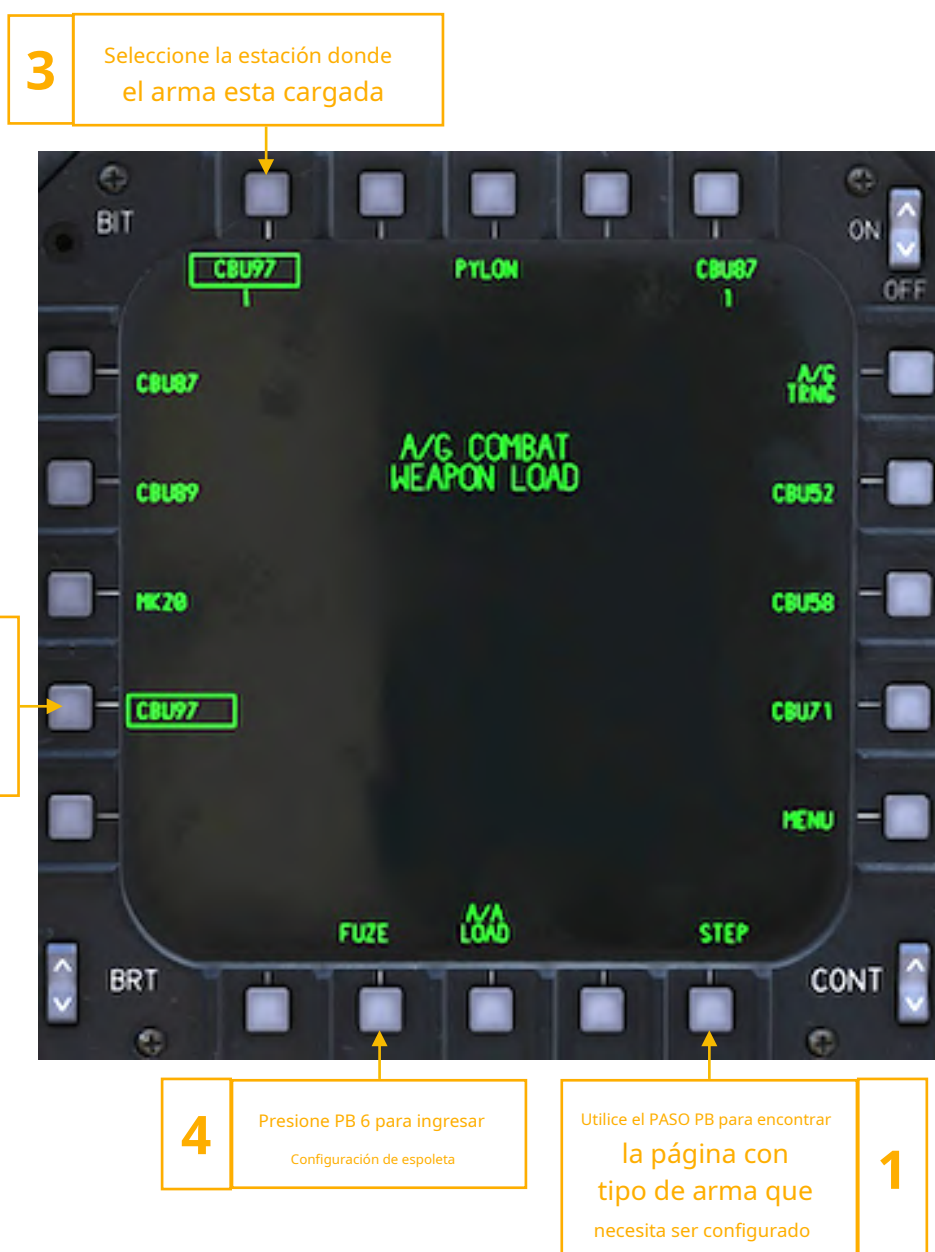 3
Seleccione la estación donde
el arma esta cargada
BIT
ON
OFF
CBU97
1
PYLON
CBU87
1
CBU87
A/G
TRNG
A/G COMBAT
WEAPON LOAD
CBU89
CBU52
MK20
CBU58
CBU97
CBU71
MENU
FUZE
A/A
LOAD
STEP
BRT
CONT
4
Presione PB 6 para ingresar
Configuración de espoleta
Utilice el PASO PB para encontrar
la página con
tipo de arma que
necesita ser configurado
1